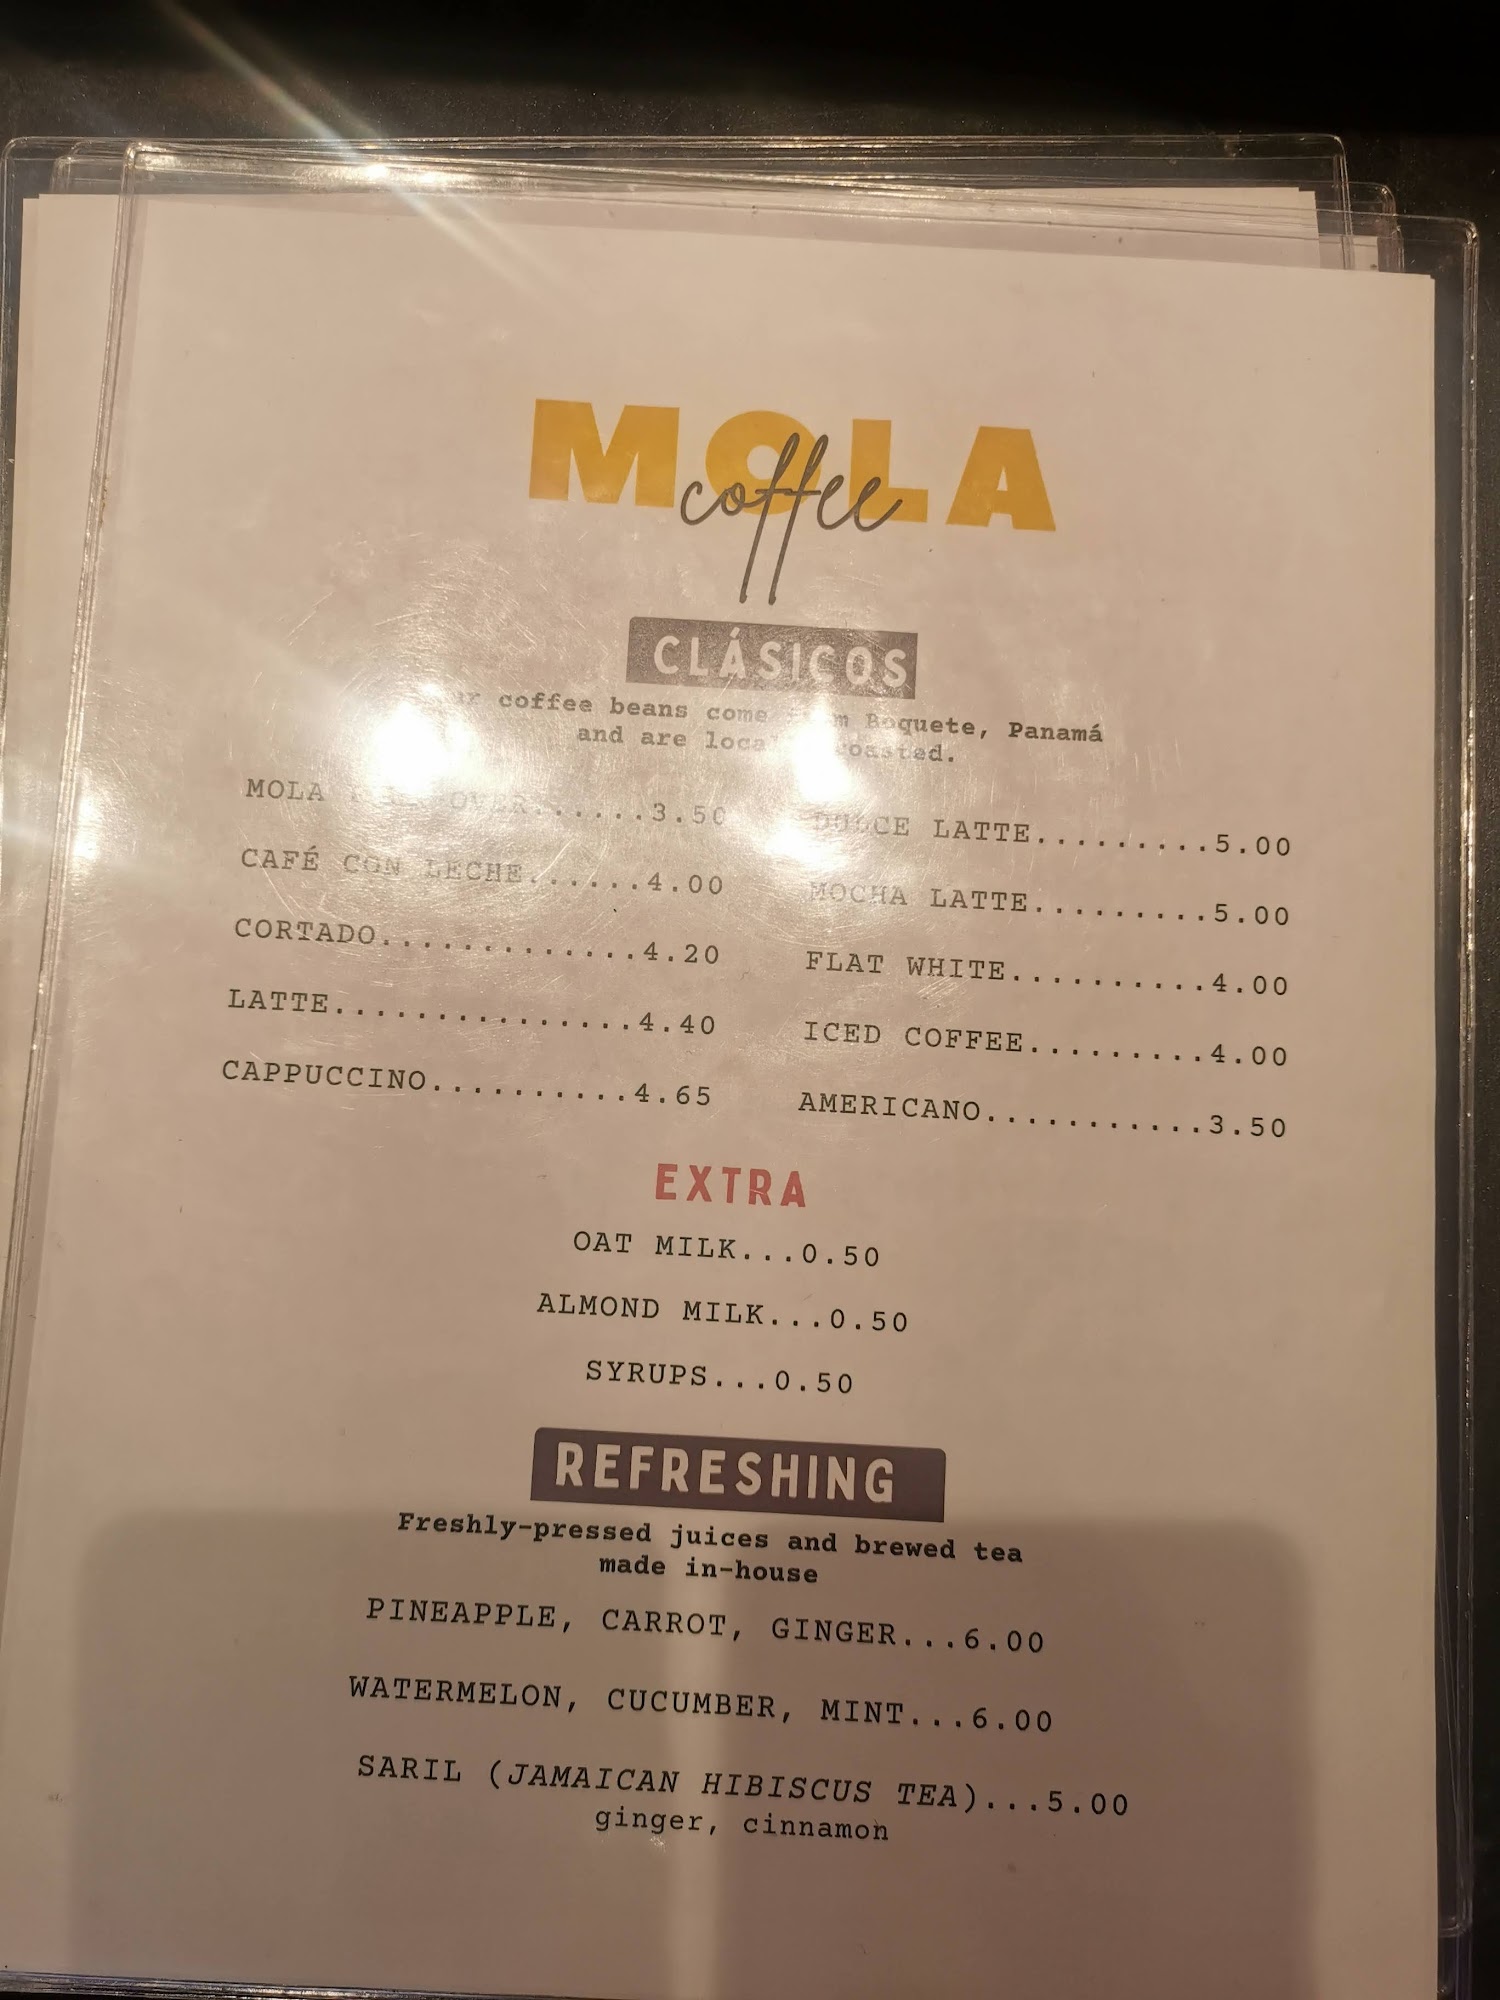 MOLA
coffee
CLÁSICOS
coffee beans come from Boquete, Panamá
and are locally roasted.
MOLA OVER......3.50
CAFÉ CON LECHE......4.00
CORTADO.............4.20
LATTE...............4.40
CAPPUCCINO..........4.65
DULCE LATTE.........5.00
MOCHA LATTE.........5.00
FLAT WHITE..........4.00
ICED COFFEE.........4.00
AMERICANO...........3.50
EXTRA
OAT MILK...0.50
ALMOND MILK...0.50
SYRUPS...0.50
REFRESHING
Freshly-pressed juices and brewed tea
made in-house
PINEAPPLE, CARROT, GINGER...6.00
WATERMELON, CUCUMBER, MINT...6.00
SARIL (JAMAICAN HIBISCUS TEA)...5.00
ginger, cinnamon